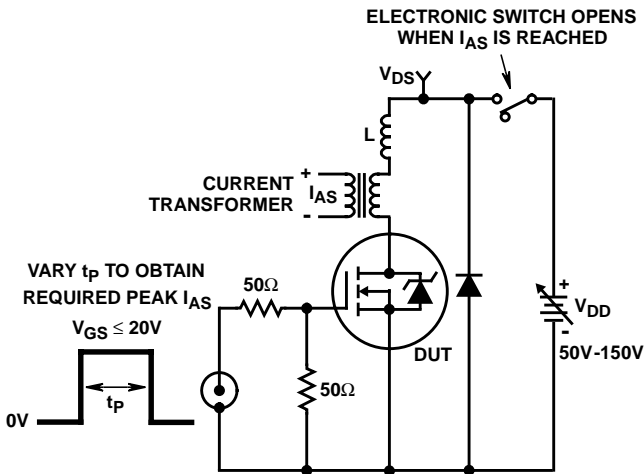 ELECTRONIC SWITCH OPENS
WHEN IAS IS REACHED
VDS
L
+
CURRENT
TRANSFORMER
IAS
-
VARY tP TO OBTAIN
REQUIRED PEAK IAS
50Ω
VGS ≤ 20V
+
VDD
-
DUT
50V-150V
50Ω
0V
tP